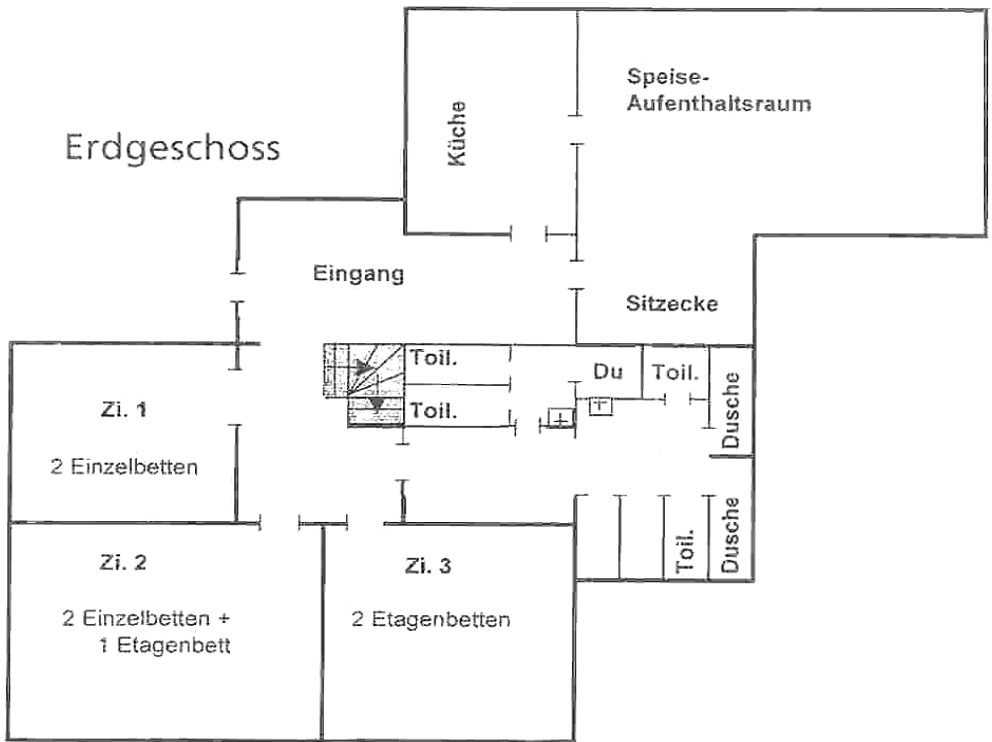 Erdgeschoss
Küche
Speise-
Aufenthaltsraum
Eingang
Sitzecke
Toil.
Toil.
Du
Toil.
Dusche
Zi. 1
2 Einzelbetten
Zi. 2
2 Einzelbetten +
1 Etagenbett
Zi. 3
2 Etagenbetten
Toil.
Dusche